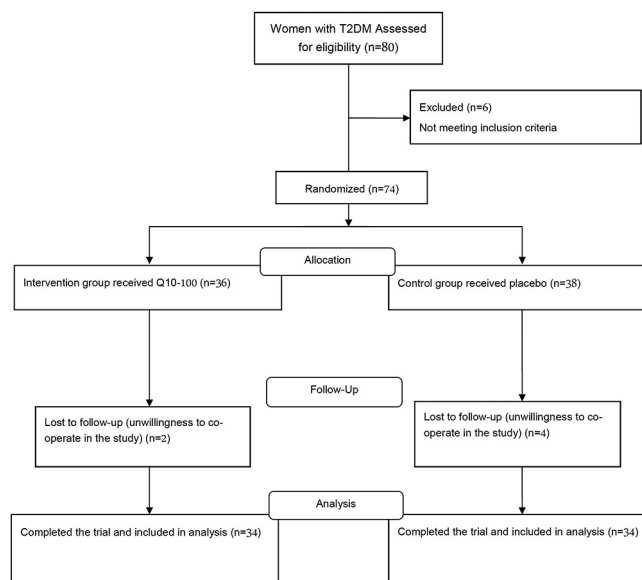 Women with T2DM Assessed
for eligibility (n=80)
Excluded (n=6)
Not meeting inclusion criteria
Randomized (n=74)
Allocation
Intervention group received Q10-100 (n=36)
Control group received placebo (n=38)
Follow-Up
Lost to follow-up (unwillingness to co-
operate in the study) (n=2)
Lost to follow-up (unwillingness to co-
operate in the study) (n=4)
Analysis
Completed the trial and included in analysis (n=34)
Completed the trial and included in analysis (n=34)